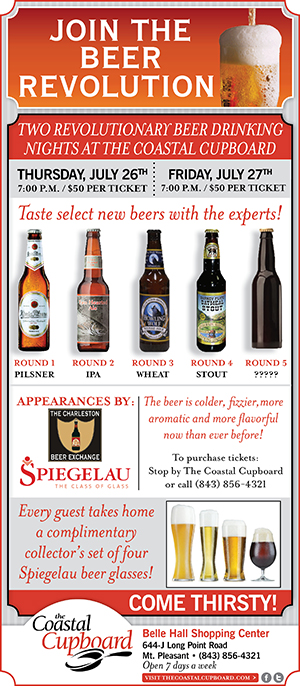 JOIN THE
BEER
REVOLUTION
TWO REVOLUTIONARY BEER DRINKING
NIGHTS AT THE COASTAL CUPBOARD
THURSDAY, JULY 26TH
7:00 P.M. / $50 PER TICKET
FRIDAY, JULY 27TH
7:00 P.M. / $50 PER TICKET
Taste select new beers with the experts!
HOWLING
WOLF
OATMEAL
STOUT
ROUND 1
PILSNER
ROUND 2
IPA
ROUND 3
WHEAT
ROUND 4
STOUT
ROUND 5
?????
APPEARANCES BY:
THE CHARLESTON
BEER EXCHANGE
SPIEGELAU
THE CLASS OF GLASS
The beer is colder, fizzier,more
aromatic and more flavorful
now than ever before!
To purchase tickets:
Stop by The Coastal Cupboard
or call (843) 856-4321
Every guest takes home
a complimentary
collector's set of four
Spiegelau beer glasses!
COME THIRSTY!
the
Coastal
Cupboard
Belle Hall Shopping Center
644-J Long Point Road
Mt. Pleasant • (843) 856-4321
Open 7 days a week
VISIT THECOASTALCUPBOARD.COM >